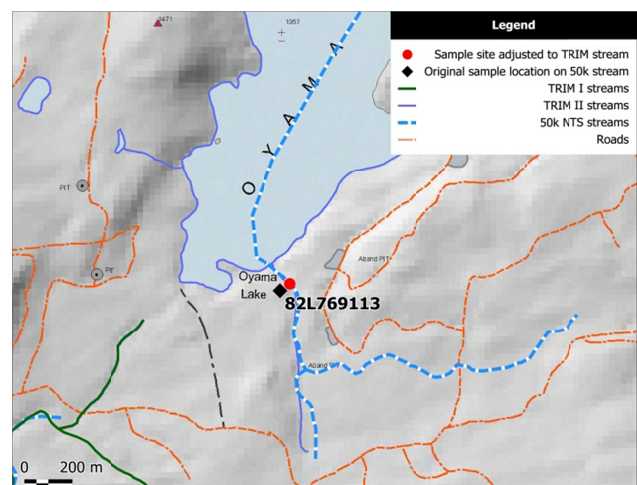 1471
1357
Legend
Sample site adjusted to TRIM stream
Original sample location on 50k stream
TRIM I streams
TRIM II streams
50k NTS streams
Roads
OYAMA
PIT
Aband PIT
PIT
Oyama
Lake
82L769113
Aband PIT
0 200 m